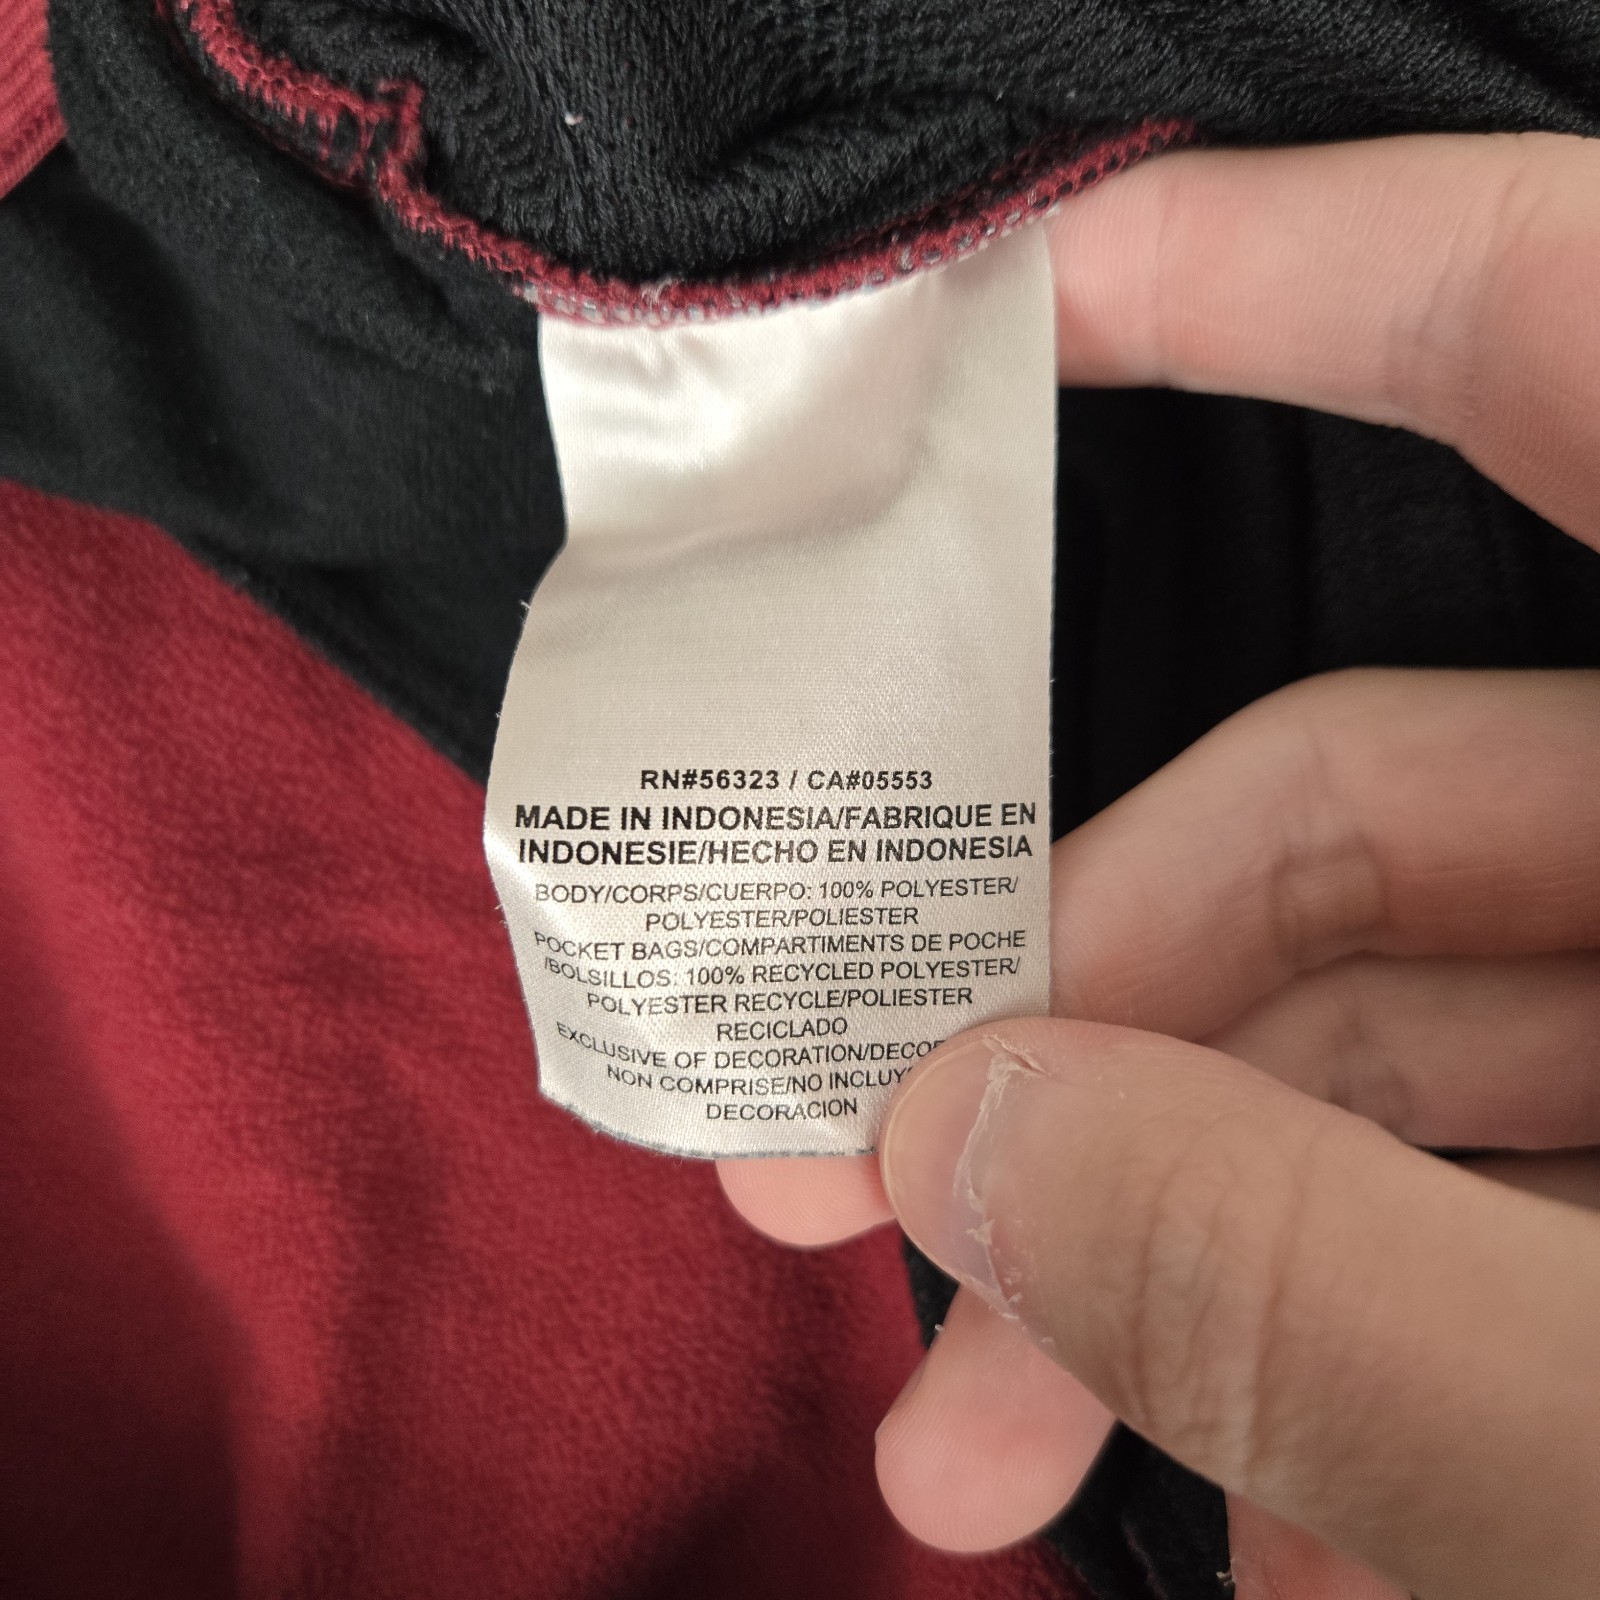 RN#56323 / CA#05553
MADE IN INDONESIA/FABRIQUE EN
INDONESIE/HECHO EN INDONESIA
BODY/CORPS/CUERPO: 100% POLYESTER/
POLYESTER/POLIESTER
POCKET BAGS/COMPARTIMENTS DE POCHE
/BOLSILLOS: 100% RECYCLED POLYESTER/
POLYESTER RECYCLE/POLIESTER
RECICLADO
EXCLUSIVE OF DECORATION/
NON COMPRISE/NO
DECORACION